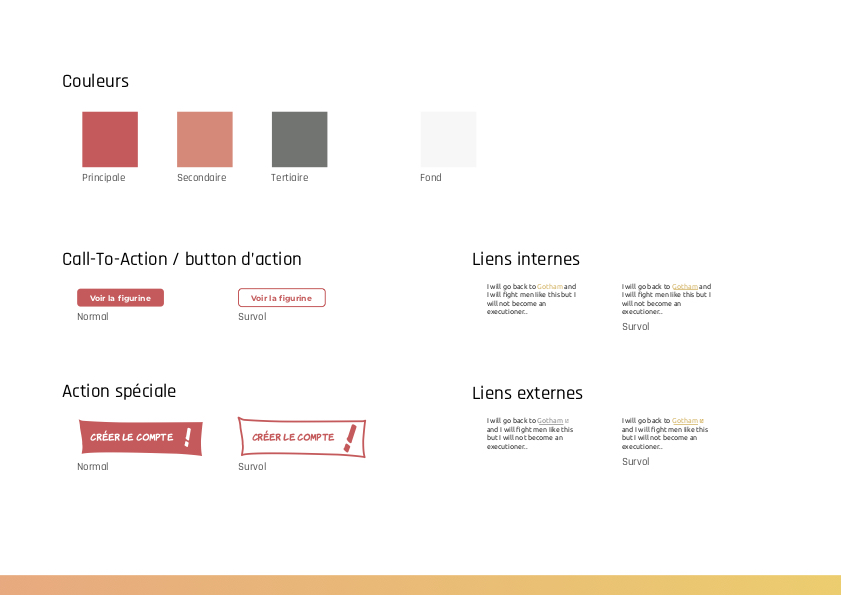 Couleurs
Principale
Secondaire
Tertiaire
Fond
Call-To-Action / button d'action
Voir la figurine
Normal
Voir la figurine
Survol
Liens internes
I will go back to Gotham and
I will fight men like this but I
will not become an
executioner..
I will go back to Gotham and
I will fight men like this but I
will not become an
executioner..
Survol
Action spéciale
CRÉER LE COMPTE !
Normal
CRÉER LE COMPTE !
Survol
Liens externes
I will go back to Gotham
and I will fight men like this
but I will not become an
executioner..
I will go back to Gotham
and I will fight men like this
but I will not become an
executioner..
Survol